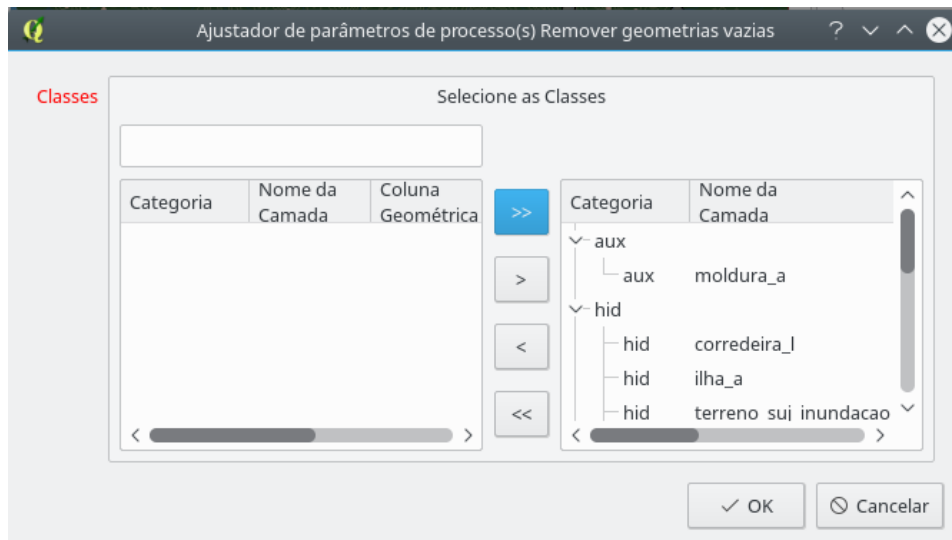 Ajustador de parâmetros de processo(s) Remover geometrias vazias
Classes
Selecione as Classes
Categoria
Nome da
Camada
Coluna
Geométrica
>>
>
<
<<
Categoria
Nome da
Camada
aux
aux moldura_a
hid
hid corredeira_l
hid ilha_a
hid terreno_suj_inundacao
OK
Cancelar